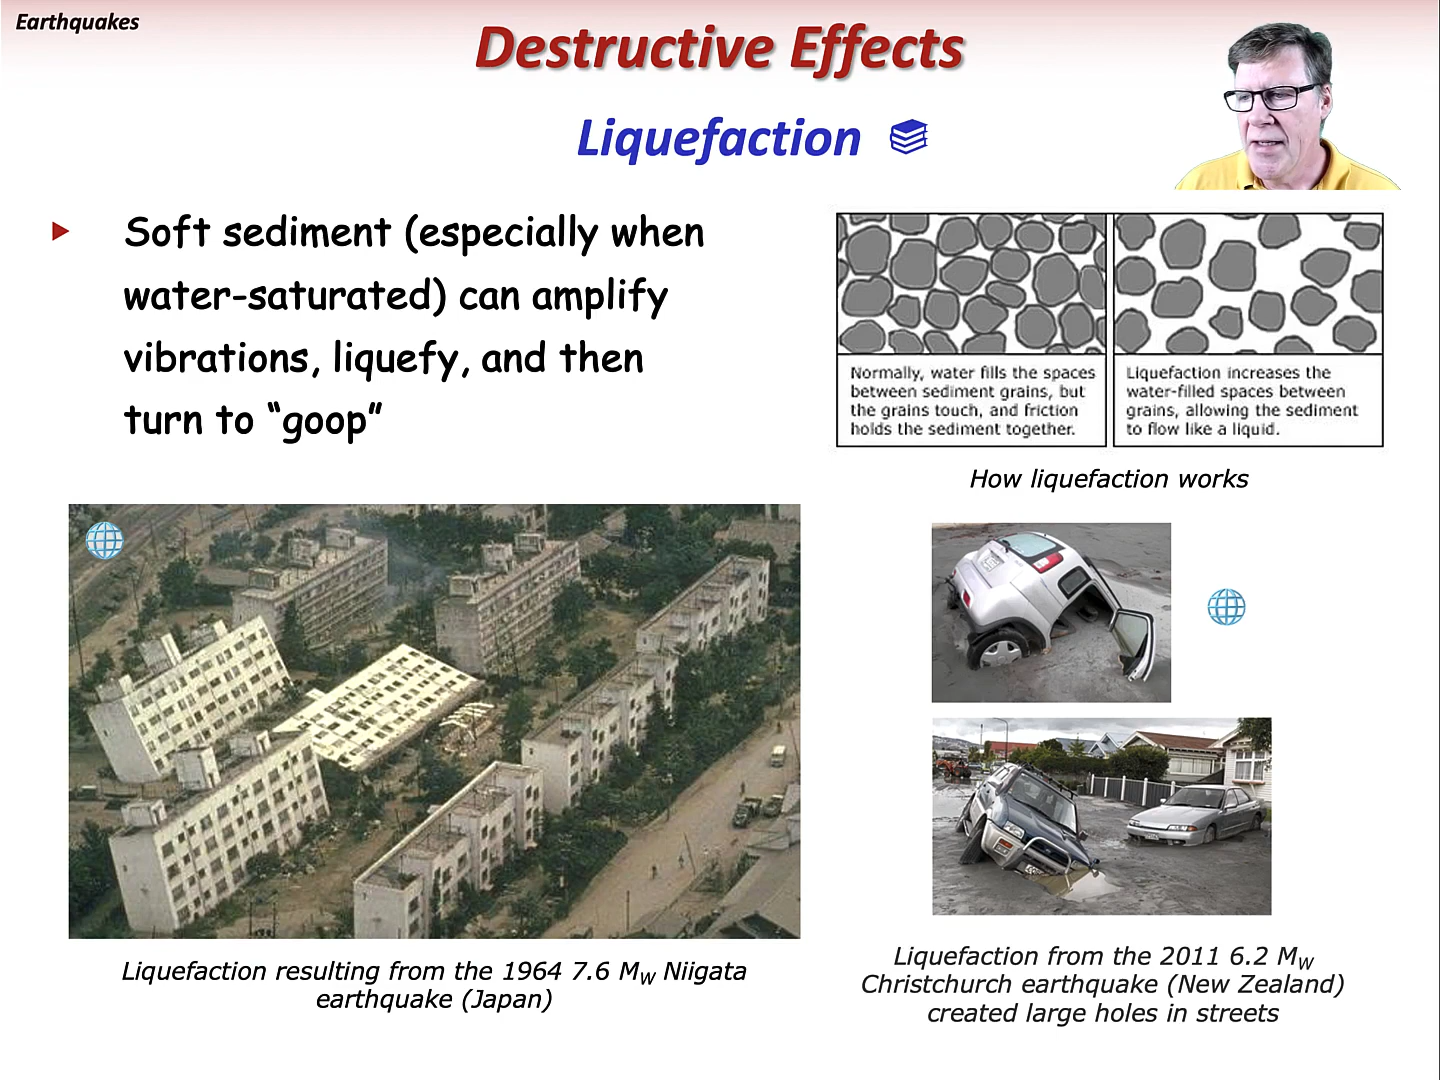 Earthquakes
Destructive Effects
Liquefaction
Soft sediment (especially when
water-saturated) can amplify
vibrations, liquefy, and then
turn to “goop”
Normally, water fills the spaces
between sediment grains, but
the grains touch, and friction
holds the sediment together.
Liquefaction increases the
water-filled spaces between
grains, allowing the sediment
to flow like a liquid.
How liquefaction works
Liquefaction resulting from the 1964 7.6 MW Niigata
earthquake (Japan)
Liquefaction from the 2011 6.2 MW
Christchurch earthquake (New Zealand)
created large holes in streets